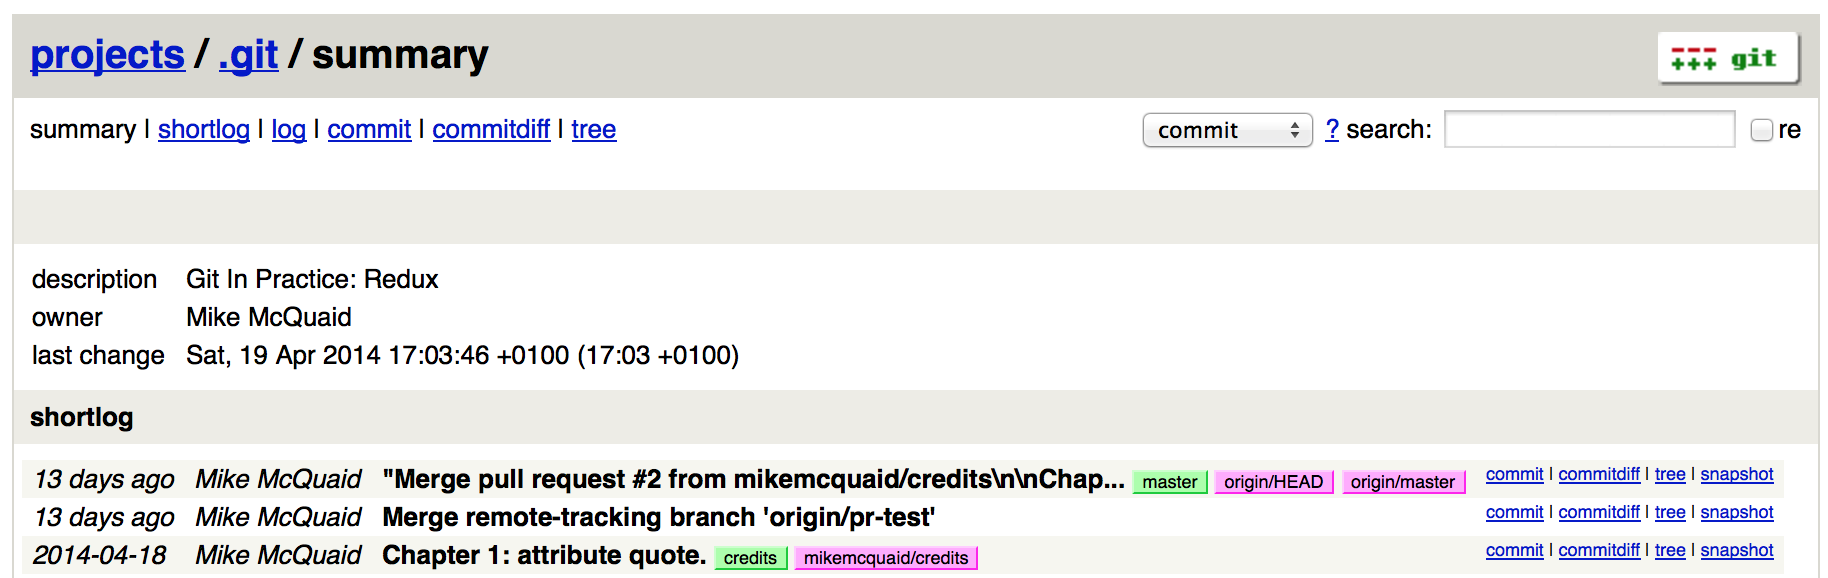 projects / .git / summary
--- +++ git
summary | shortlog | log | commit | commitdiff | tree
commit ? search: re
description Git In Practice: Redux
owner Mike McQuaid
last change Sat, 19 Apr 2014 17:03:46 +0100 (17:03 +0100)
shortlog
13 days ago Mike McQuaid "Merge pull request #2 from mikemcquaid/credits\n\nChap... master origin/HEAD origin/master commit | commitdiff | tree | snapshot
13 days ago Mike McQuaid Merge remote-tracking branch 'origin/pr-test' commit | commitdiff | tree | snapshot
2014-04-18 Mike McQuaid Chapter 1: attribute quote. credits mikemcquaid/credits commit | commitdiff | tree | snapshot